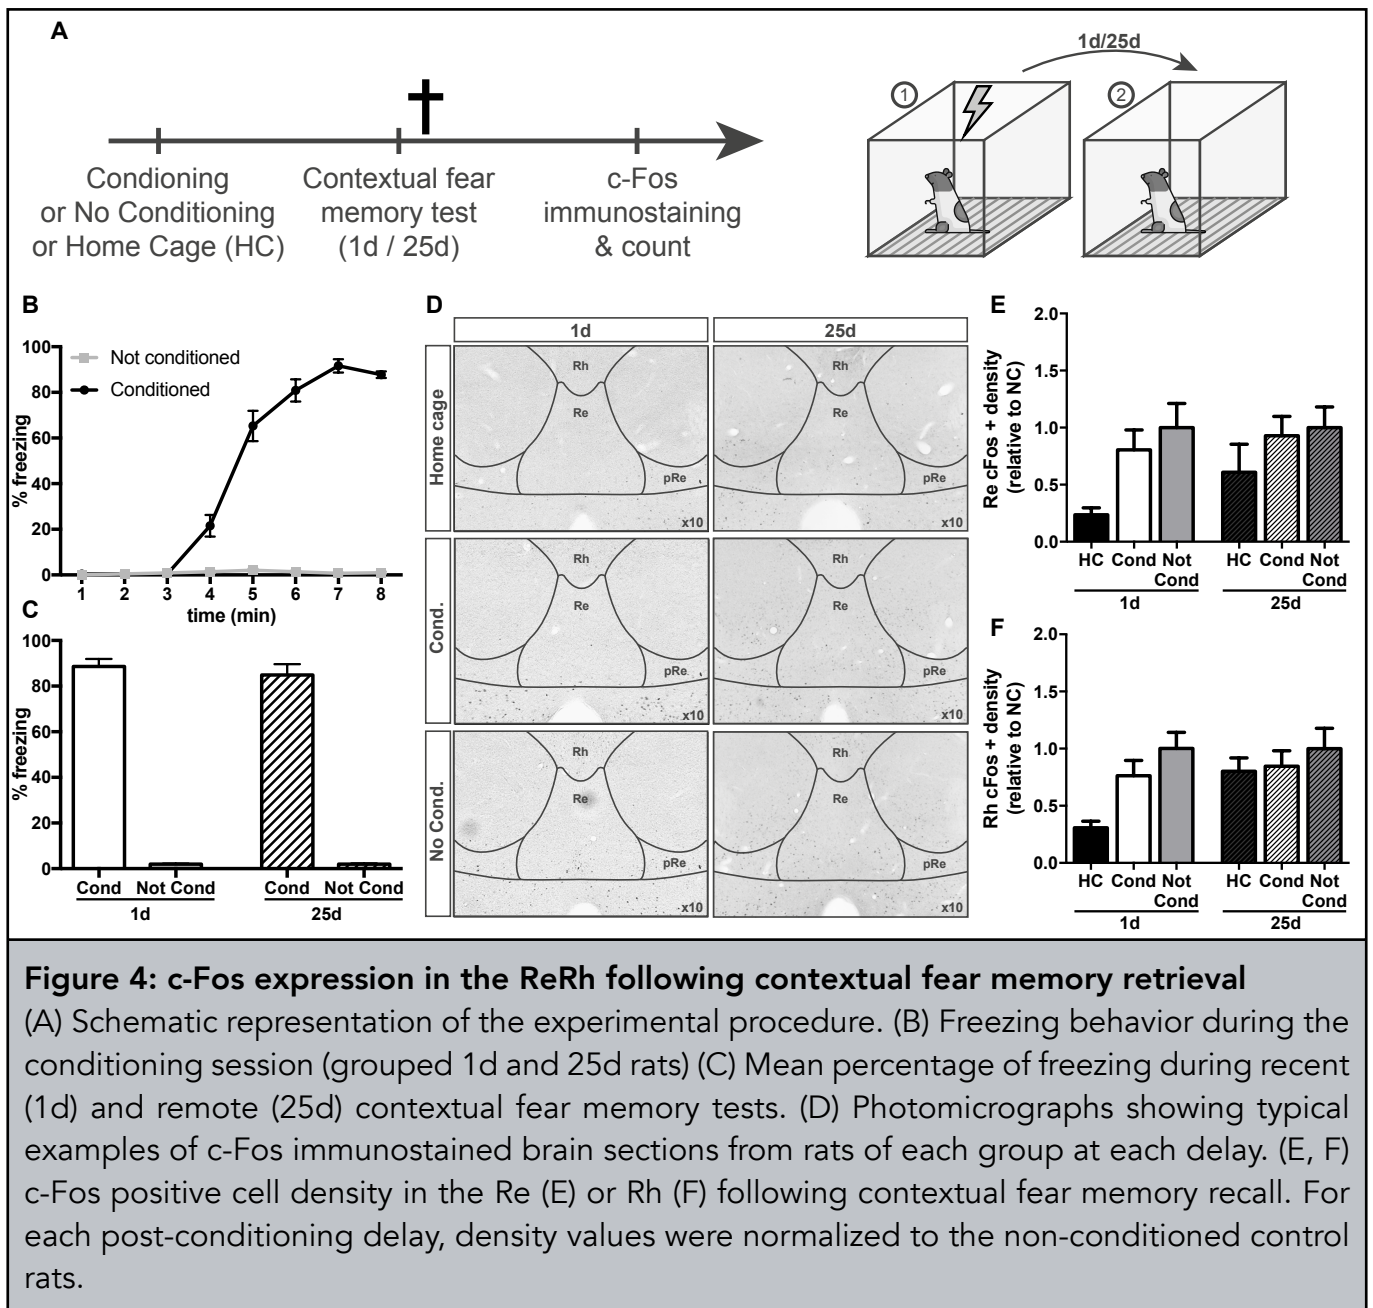 A
Condioning
or No Conditioning
or Home Cage (HC)
Contextual fear
memory test
(1d / 25d)
c-Fos
immunostaining
& count
1d/25d
1
2
B
% freezing
100
80
60
40
20
0
Not conditioned
Conditioned
1 2 3 4 5 6 7 8
time (min)
C
% freezing
100
80
60
40
20
0
Cond Not Cond Cond Not Cond
1d 25d
D
1d 25d
Home cage
Rh
Re
pRe
x10
Rh
Re
pRe
x10
Cond.
Rh
Re
pRe
x10
Rh
Re
pRe
x10
No Cond.
Rh
Re
pRe
x10
Rh
Re
pRe
x10
E
Re cFos + density
(relative to NC)
2.0
1.5
1.0
0.5
0.0
HC Cond Not HC Cond Not
Cond Cond
1d 25d
F
Rh cFos + density
(relative to NC)
2.0
1.5
1.0
0.5
0.0
HC Cond Not HC Cond Not
Cond Cond
1d 25d
Figure 4: c-Fos expression in the ReRh following contextual fear memory retrieval
(A) Schematic representation of the experimental procedure. (B) Freezing behavior during the
conditioning session (grouped 1d and 25d rats) (C) Mean percentage of freezing during recent
(1d) and remote (25d) contextual fear memory tests. (D) Photomicrographs showing typical
examples of c-Fos immunostained brain sections from rats of each group at each delay. (E, F)
c-Fos positive cell density in the Re (E) or Rh (F) following contextual fear memory recall. For
each post-conditioning delay, density values were normalized to the non-conditioned control
rats.